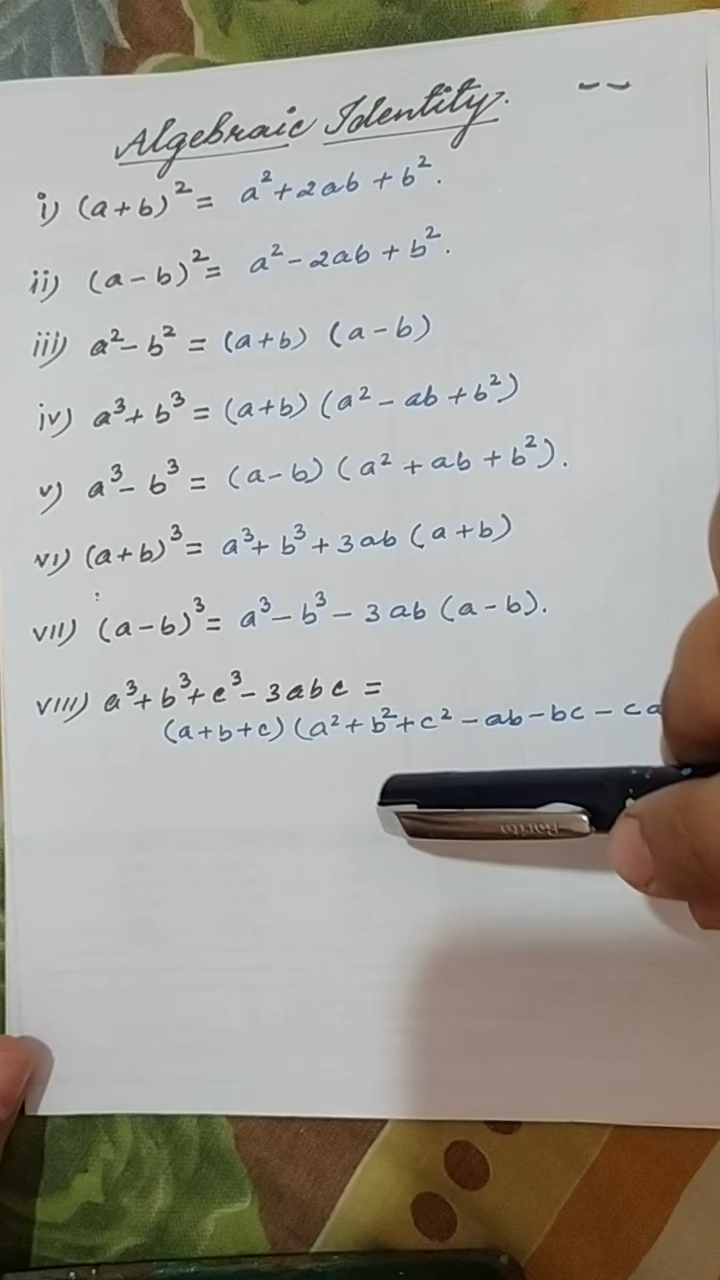 Algebraic Identity.
i) (a+b)² = a²+2ab+b².
ii) (a-b)² = a²-2ab+b².
iii) a²-b² = (a+b) (a-b)
iv) a³+b³ = (a+b) (a²-ab+b²)
v) a³-b³ = (a-b) (a²+ab+b²).
vi) (a+b)³ = a³+b³+3ab (a+b)
vii) (a-b)³ = a³-b³-3ab (a-b).
viii) a³+b³+c³-3abc =
(a+b+c) (a²+b²+c²-ab-bc-ca